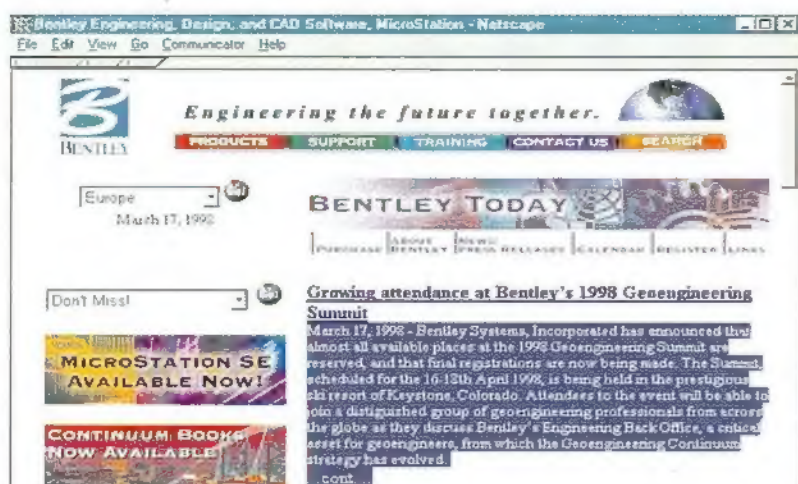 Bentley Engineering, Design, and CAD Software, MicroStation - Netscape
File Edit View Go Communicator Help
BENTLEY
Engineering the future together.
PRODUCTS SUPPORT TRAINING CONTACT US SEARCH
Europe
March 17, 1998
BENTLEY TODAY
PURCHASE ABOUT BENTLEY NEWS/PRESS RELEASES CALENDAR REGISTER LINKS
Don't Miss!
MICROSTATION SE
AVAILABLE NOW!
CONTINUUM BOOKS
NOW AVAILABLE
Growing attendance at Bentley's 1998 Geoengineering
Summit
March 17, 1998 - Bentley Systems, Incorporated has announced that
almost all available places at the 1998 Geoengineering Summit are
reserved, and that final registrations are now being made. The Summit,
scheduled for the 16-18th April 1998, is being held in the prestigious
ski resort of Keystone, Colorado. Attendees to the event will be able to
join a distiguished group of geoengineering professionals from across
the globe as they discuss Bentley's Engineering Back Office, a critical
asset for geoengineers, from which the Geoengineering Continuum
strategy has evolved.
...cont...